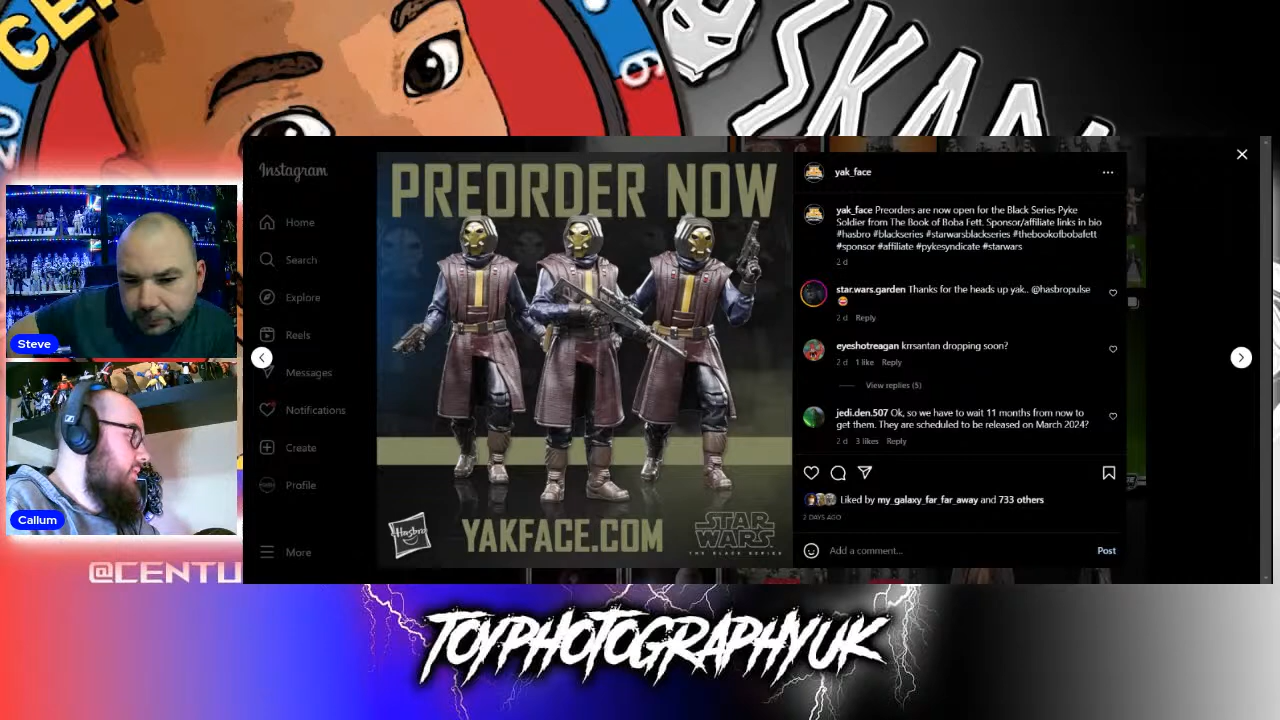 CEN
SKAA
20
6
Instagram
Home
Search
Explore
Reels
Messages
Notifications
Create
Profile
More
PREORDER NOW
Hasbro
YAKFACE.COM
STAR WARS
THE BLACK SERIES
yak_face
yak_face Preorders are now open for the Black Series Pyke
Soldier from The Book of Boba Fett. Sponsor/affiliate links in bio
#hasbro #blackseries #starwarsblackseries #thebookofbobafett
#sponsor #affiliate #pykesyndicate #starwars
2 d
star.wars.garden Thanks for the heads up yak.. @hasbropulse
2 d Reply
eyeshotreagan krrsantan dropping soon?
2 d 1 like Reply
View replies (5)
jedi.den.507 Ok, so we have to wait 11 months from now to
get them. They are scheduled to be released on March 2024?
2 d 3 likes Reply
Liked by my_galaxy_far_far_away and 733 others
2 DAYS AGO
Add a comment... Post
Steve
Callum
@CENTU
TOYPHOTOGRAPHYUK